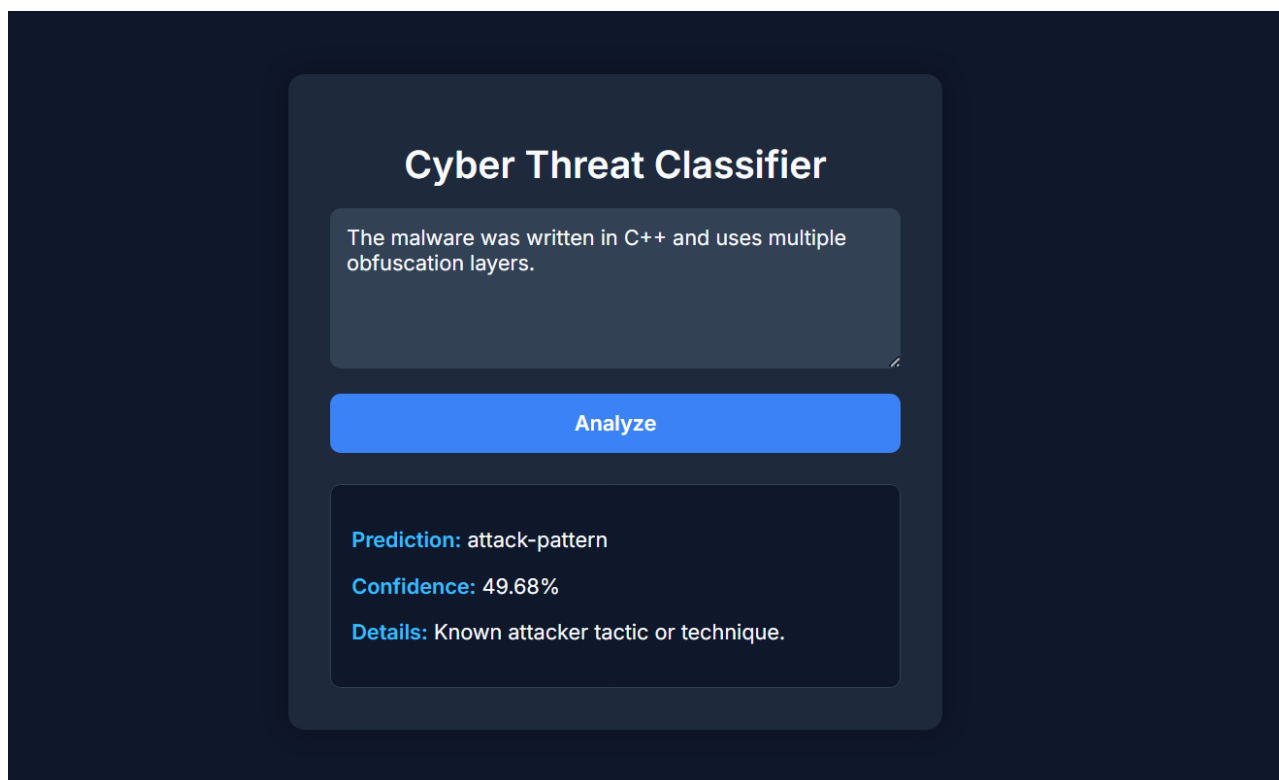 Cyber Threat Classifier
The malware was written in C++ and uses multiple
obfuscation layers.
Analyze
Prediction: attack-pattern
Confidence: 49.68%
Details: Known attacker tactic or technique.